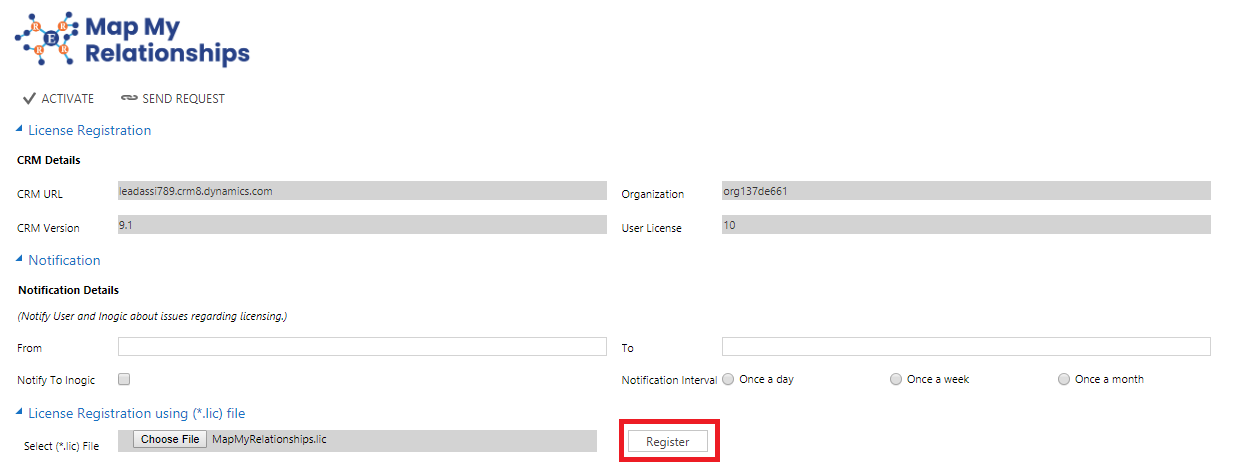 Map My
Relationships
R R R R E
ACTIVATE SEND REQUEST
License Registration
CRM Details
CRM URL leadassi789.crm8.dynamics.com Organization org137de661
CRM Version 9.1 User License 10
Notification
Notification Details
(Notify User and Inogic about issues regarding licensing.)
From To
Notify To Inogic Notification Interval Once a day Once a week Once a month
License Registration using (*.lic) file
Select (*.lic) File Choose File MapMyRelationships.lic Register